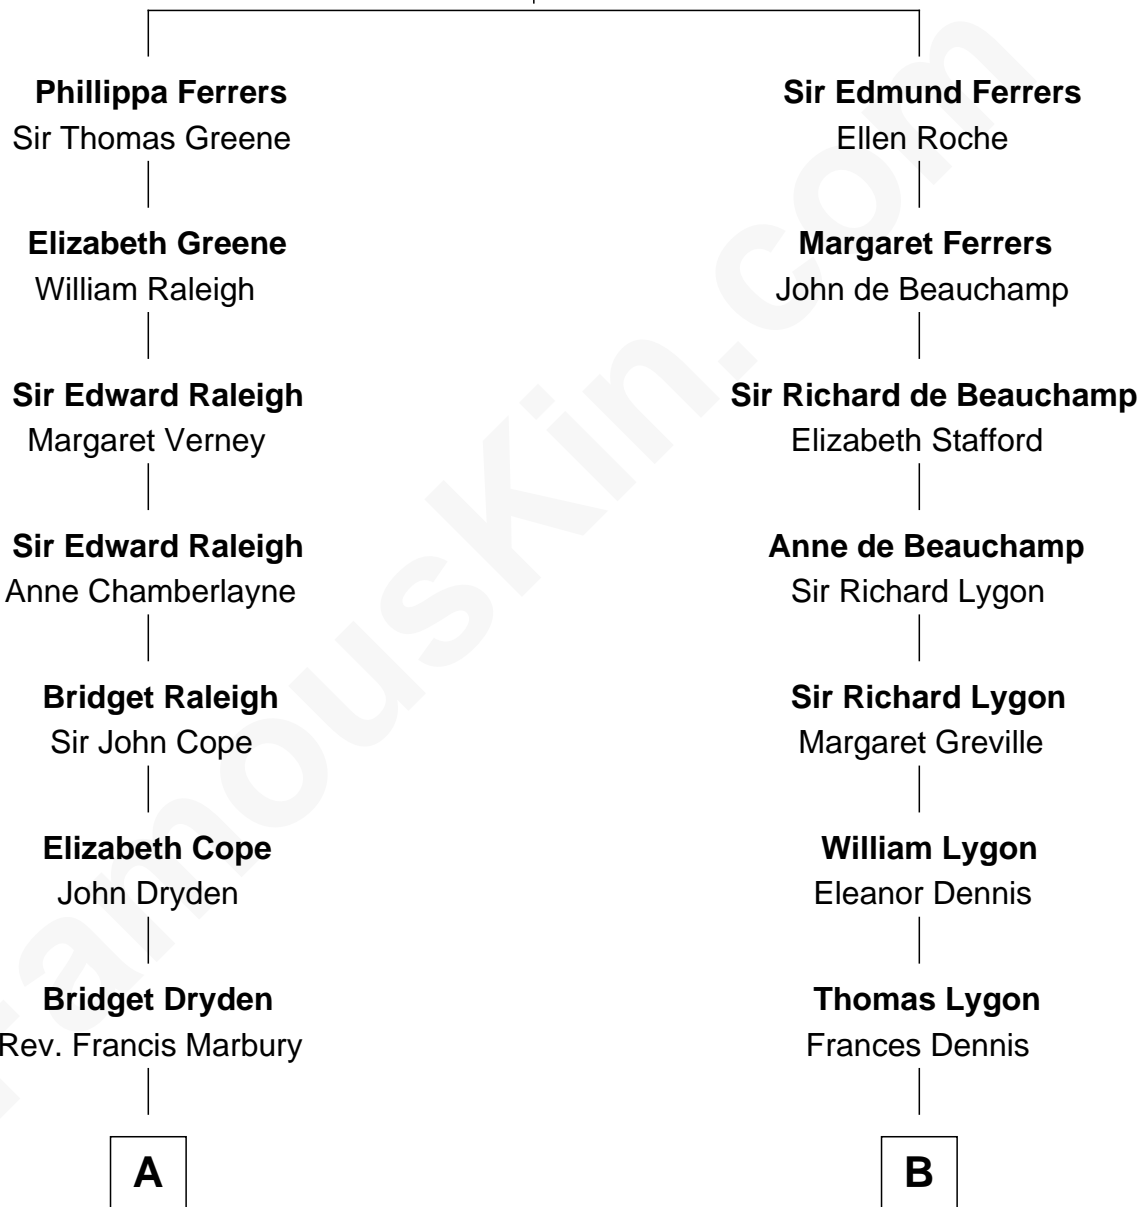 Phillippa Ferrers
Sir Thomas Greene
Elizabeth Greene
William Raleigh
Sir Edward Raleigh
Margaret Verney
Sir Edward Raleigh
Anne Chamberlayne
Bridget Raleigh
Sir John Cope
Elizabeth Cope
John Dryden
Bridget Dryden
Rev. Francis Marbury
A
Sir Edmund Ferrers
Ellen Roche
Margaret Ferrers
John de Beauchamp
Sir Richard de Beauchamp
Elizabeth Stafford
Anne de Beauchamp
Sir Richard Lygon
Sir Richard Lygon
Margaret Greville
William Lygon
Eleanor Dennis
Thomas Lygon
Frances Dennis
B
FamousKin.com